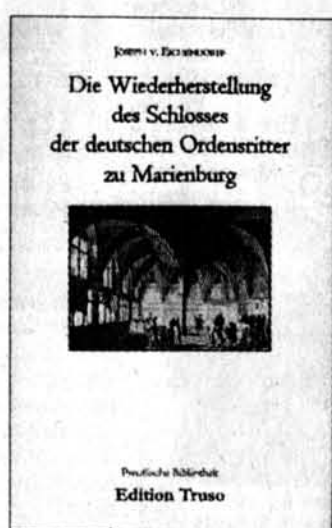 JOSEPH V. EICHENDORFF
Die Wiederherstellung
des Schlosses
der deutschen Ordensritter
zu Marienburg
Preußische Bibliothek
Edition Truso